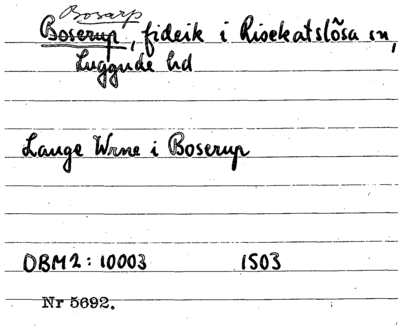 Bosarp
Boserup, fideik i Risekatslösa sn,
Luggude hd
Lauge Urne i Boserup
DBM2: 10003 1503
Nr 5692.